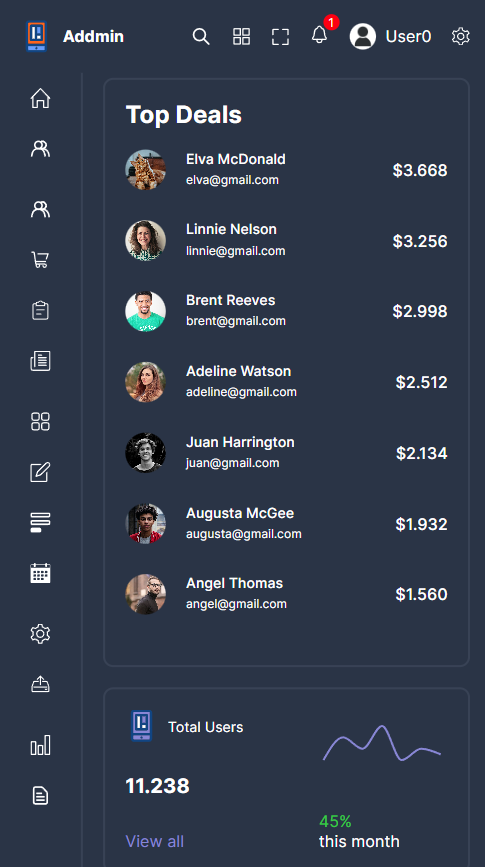 Addmin
1
User0
Top Deals
Elva McDonald
elva@gmail.com
$3.668
Linnie Nelson
linnie@gmail.com
$3.256
Brent Reeves
brent@gmail.com
$2.998
Adeline Watson
adeline@gmail.com
$2.512
Juan Harrington
juan@gmail.com
$2.134
Augusta McGee
augusta@gmail.com
$1.932
Angel Thomas
angel@gmail.com
$1.560
Total Users
11.238
View all
45%
this month